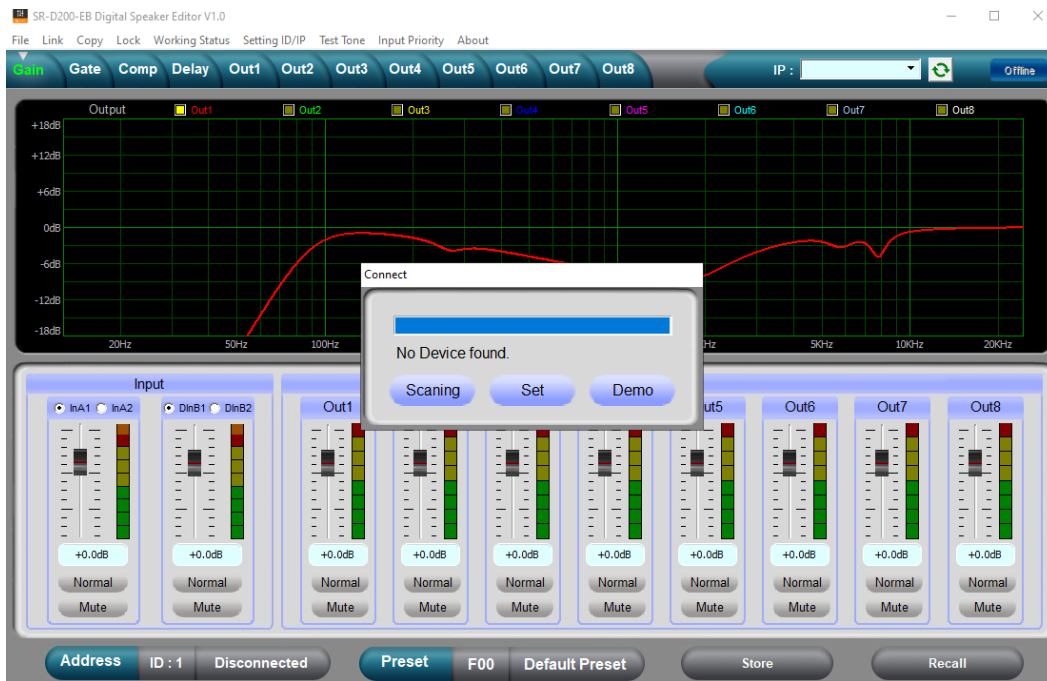 SR-D200-EB Digital Speaker Editor V1.0
File Link Copy Lock Working Status Setting ID/IP Test Tone Input Priority About
Gain Gate Comp Delay Out1 Out2 Out3 Out4 Out5 Out6 Out7 Out8 IP : Offline
Output Out1 Out2 Out3 Out4 Out5 Out6 Out7 Out8
+18dB
+12dB
+6dB
0dB
-6dB
-12dB
-18dB
20Hz 50Hz 100Hz 5KHz 10KHz 20KHz
Connect
No Device found.
Scaning Set Demo
Input
InA1 InA2 DInB1 DInB2 Out1 ut5 Out6 Out7 Out8
+0.0dB +0.0dB +0.0dB +0.0dB +0.0dB +0.0dB +0.0dB +0.0dB +0.0dB +0.0dB
Normal Normal Normal Normal Normal Normal Normal Normal Normal Normal
Mute Mute Mute Mute Mute Mute Mute Mute Mute Mute
Address ID : 1 Disconnected Preset F00 Default Preset Store Recall